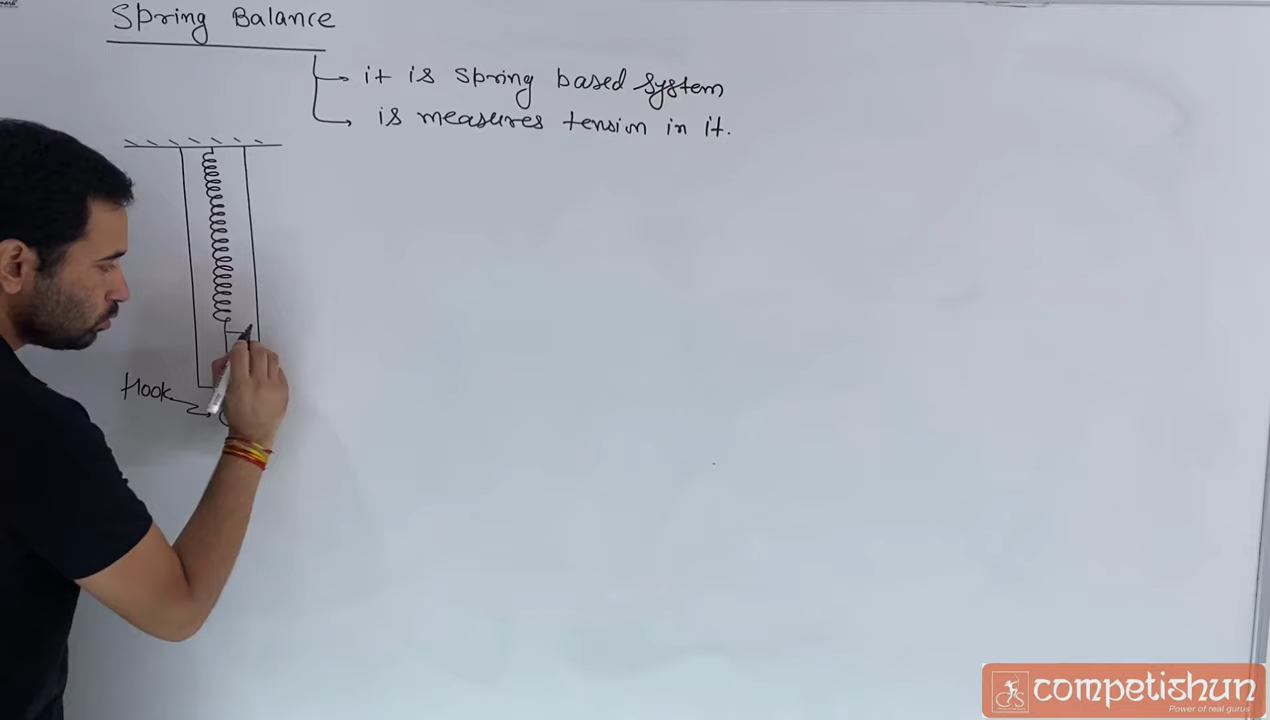 Spring Balance
it is spring based system
is measures tension in it.
Hook
competishun
Power of real gurus